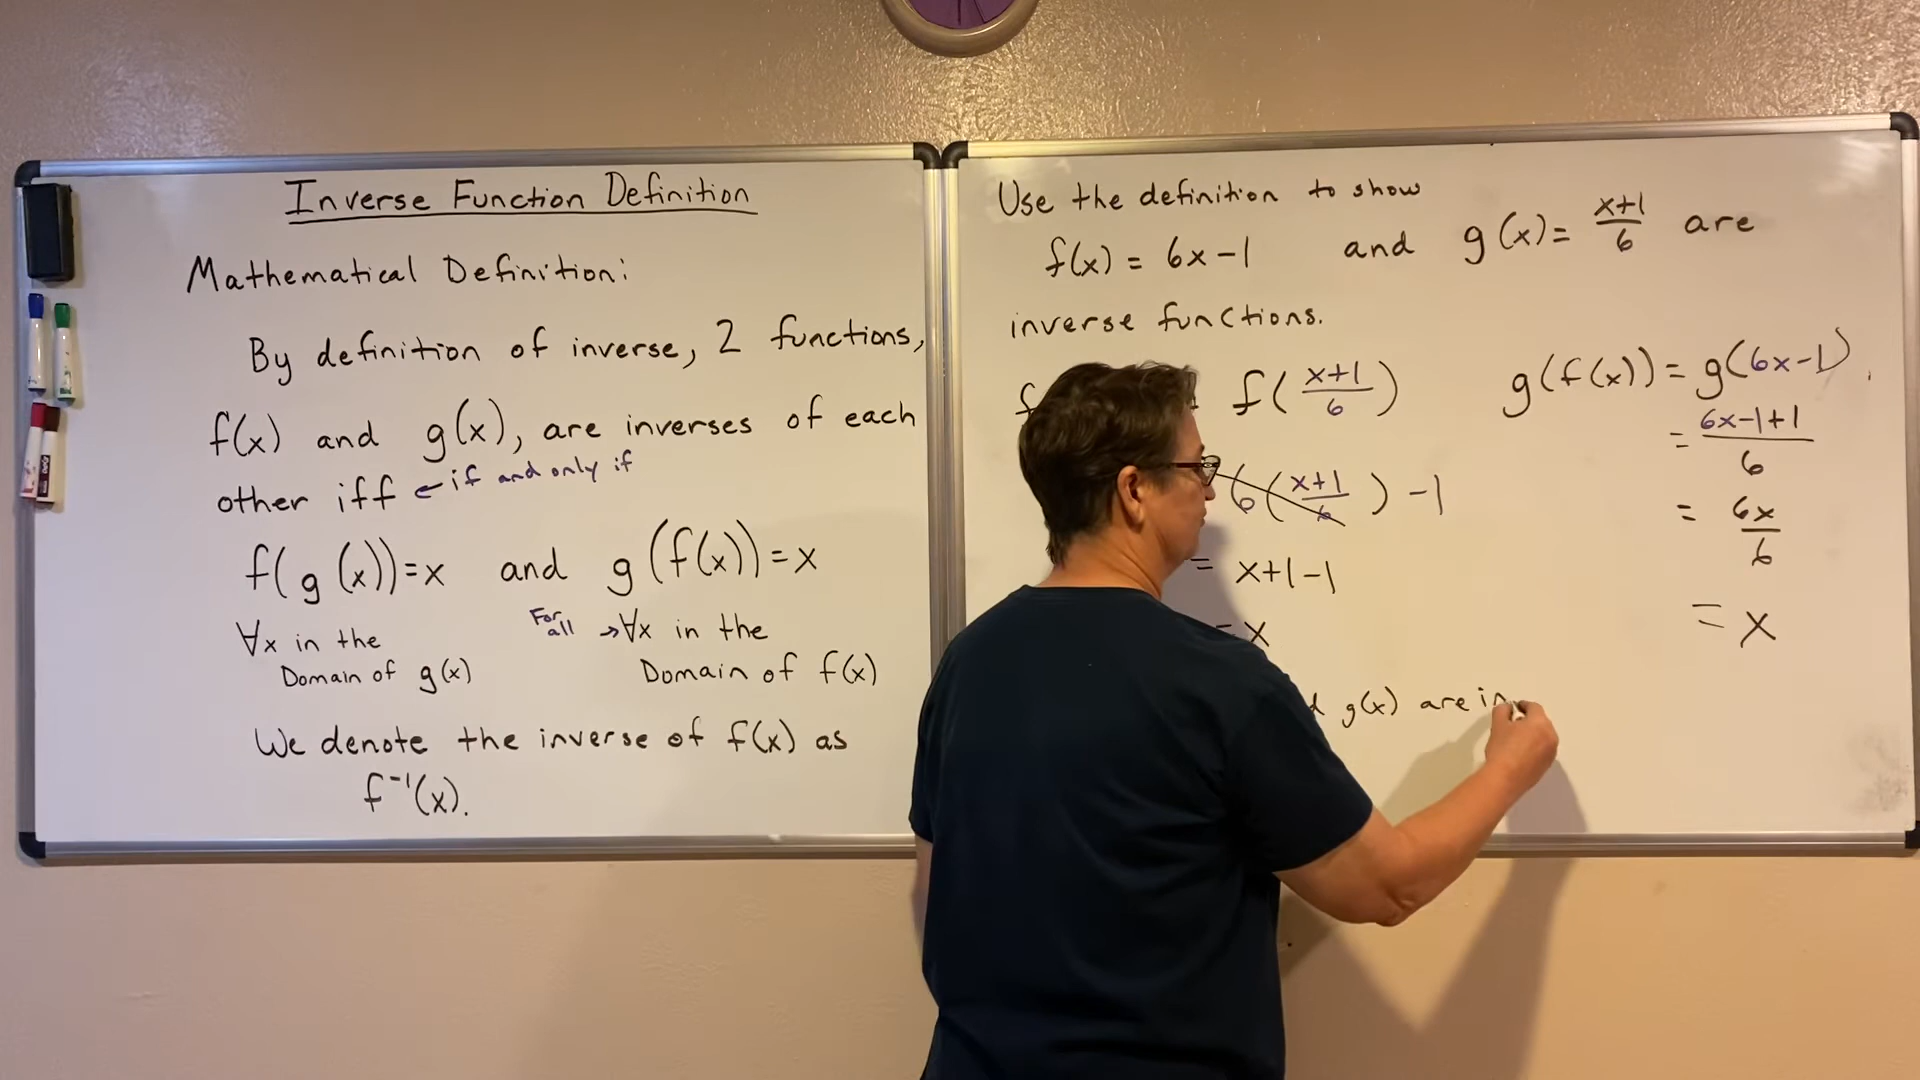 Inverse Function Definition
Mathematical Definition:
By definition of inverse, 2 functions,
f(x) and g(x), are inverses of each
other iff ← if and only if
f(g(x))=x and g(f(x))=x
∀x in the
Domain of g(x)
For all → ∀x in the
Domain of f(x)
We denote the inverse of f(x) as
f⁻¹(x).
Use the definition to show
f(x) = 6x-1 and g(x) = (x+1)/6 are
inverse functions.
f( (x+1)/6 )
6( (x+1)/6 ) -1
= x+1-1
= x
g(f(x)) = g(6x-1)
= (6x-1+1)/6
= 6x/6
= x
g(x) are